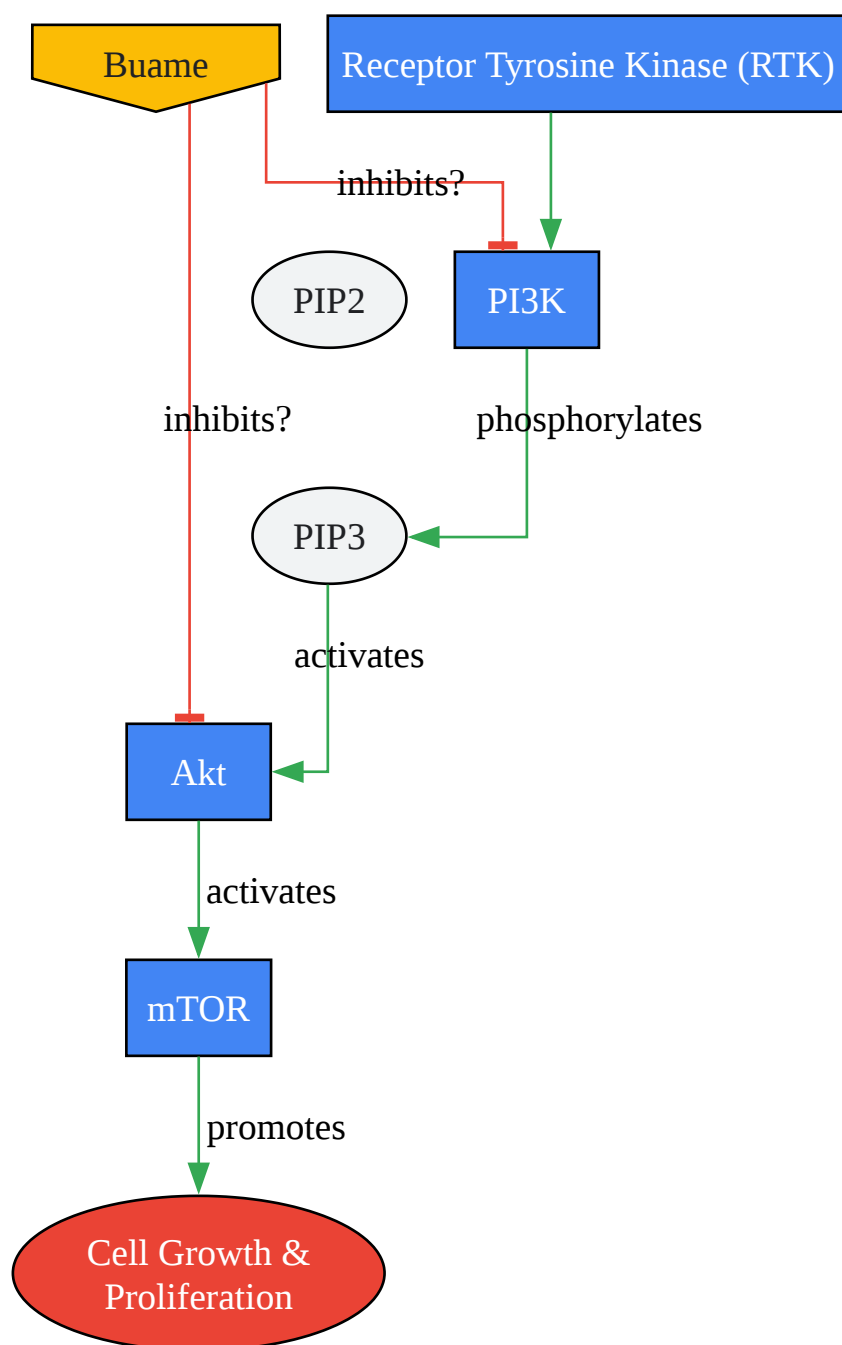 Buame
Receptor Tyrosine Kinase (RTK)
inhibits?
PIP2
PI3K
inhibits?
phosphorylates
PIP3
activates
Akt
activates
mTOR
promotes
Cell Growth &
Proliferation